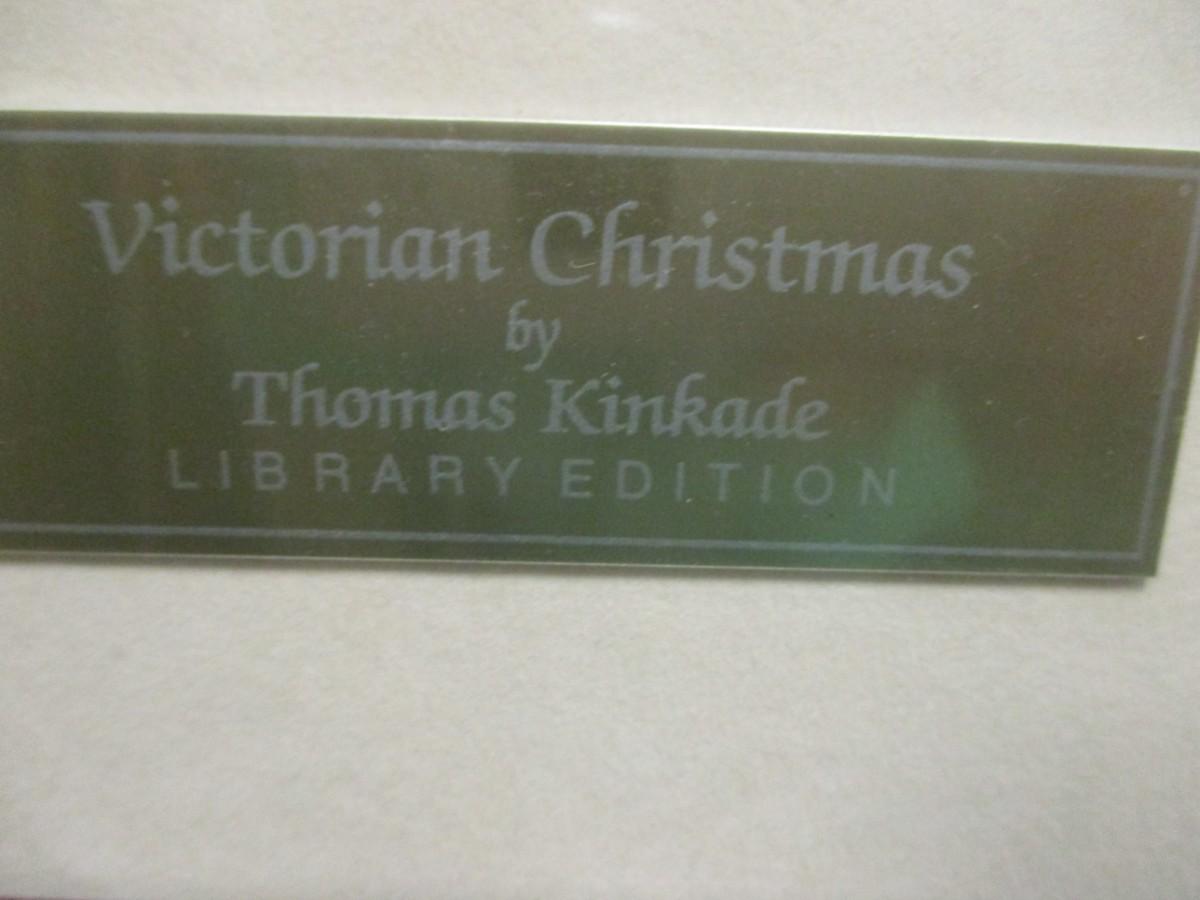 Victorian Christmas
by
Thomas Kinkade
LIBRARY EDITION